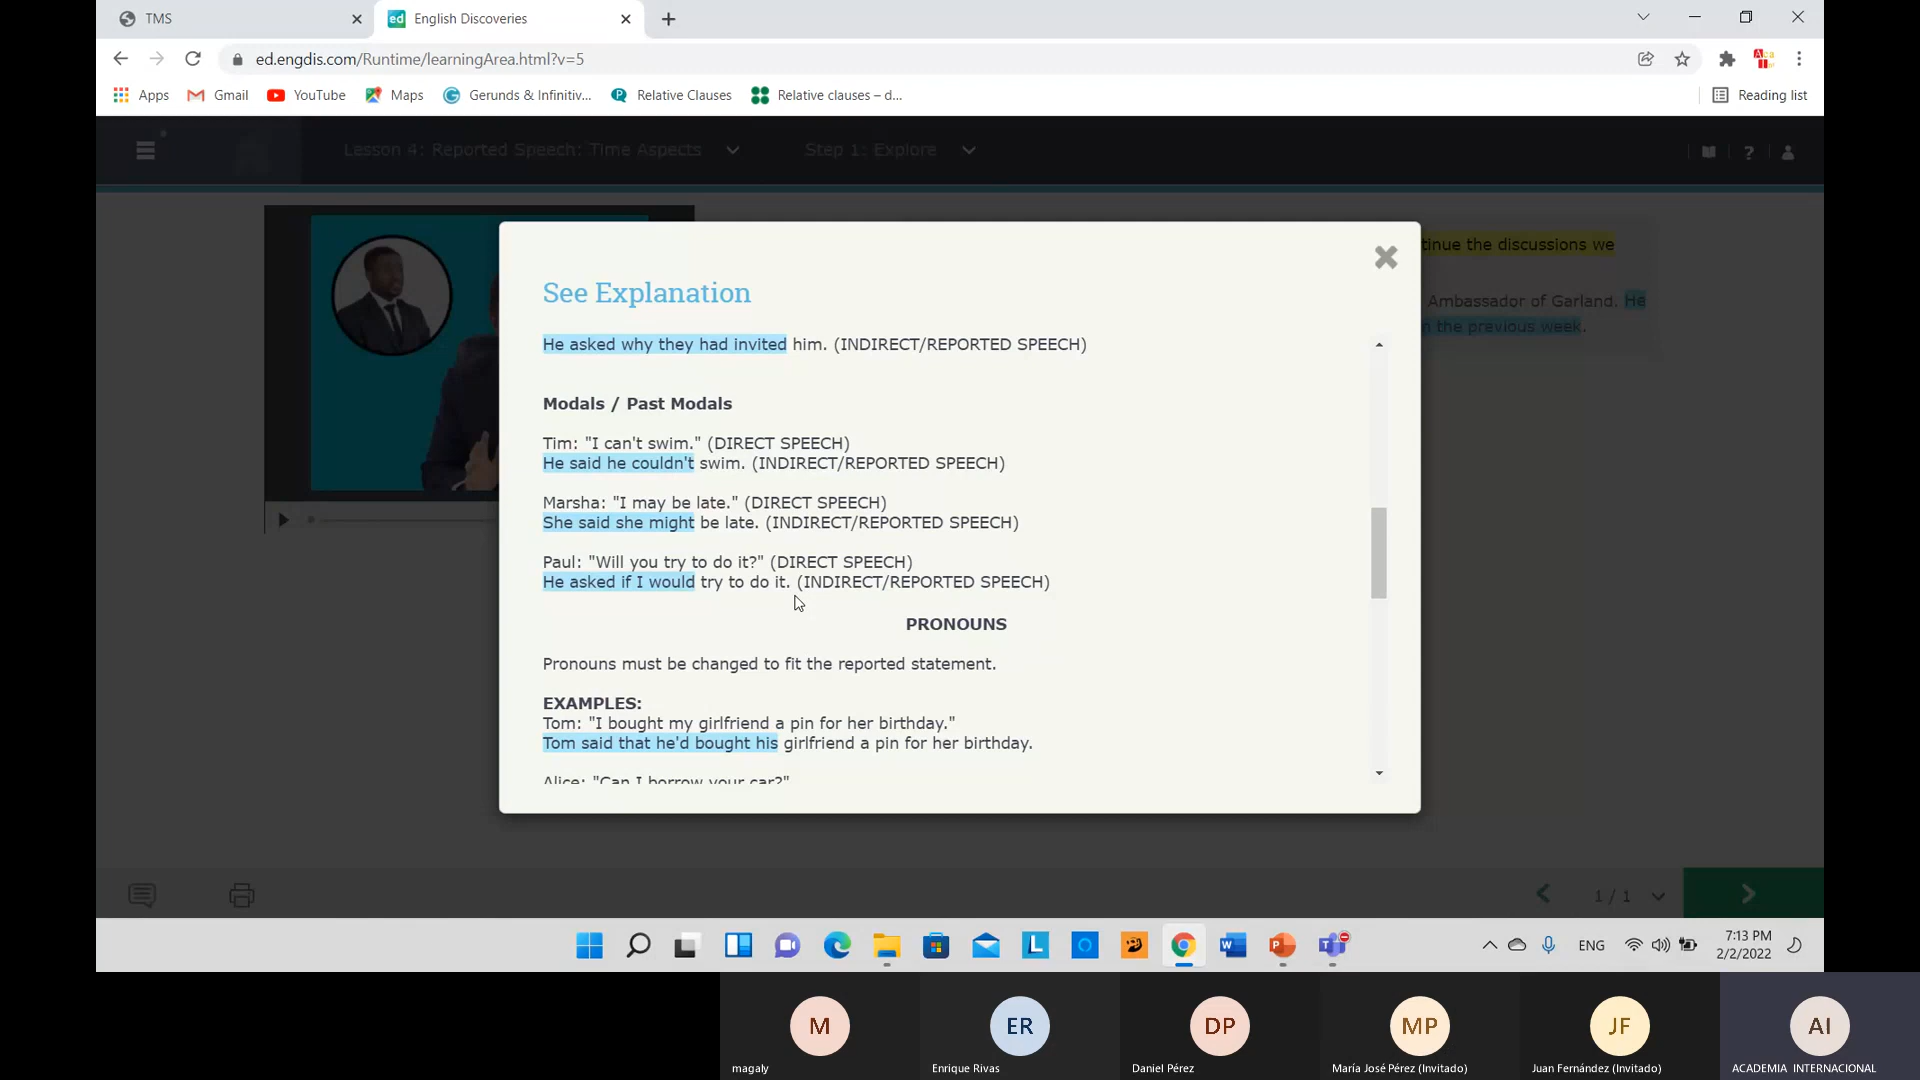 TMS
English Discoveries
ed.engdis.com/Runtime/learningArea.html?v=5
Apps
Gmail
YouTube
Maps
Gerunds & Infinitiv...
Relative Clauses
Relative clauses – d...
Reading list
Lesson 4: Reported Speech: Time Aspects
Step 1: Explore
?
tinue the discussions we
Ambassador of Garland. He
n the previous week.
See Explanation
He asked why they had invited him. (INDIRECT/REPORTED SPEECH)
Modals / Past Modals
Tim: "I can't swim." (DIRECT SPEECH)
He said he couldn't swim. (INDIRECT/REPORTED SPEECH)
Marsha: "I may be late." (DIRECT SPEECH)
She said she might be late. (INDIRECT/REPORTED SPEECH)
Paul: "Will you try to do it?" (DIRECT SPEECH)
He asked if I would try to do it. (INDIRECT/REPORTED SPEECH)
PRONOUNS
Pronouns must be changed to fit the reported statement.
EXAMPLES:
Tom: "I bought my girlfriend a pin for her birthday."
Tom said that he'd bought his girlfriend a pin for her birthday.
Alice: "Can I borrow your car?"
1 / 1
ENG
7:13 PM
2/2/2022
M
ER
DP
MP
JF
AI
magaly
Enrique Rivas
Daniel Pérez
María José Pérez (Invitado)
Juan Fernández (Invitado)
ACADEMIA INTERNACIONAL